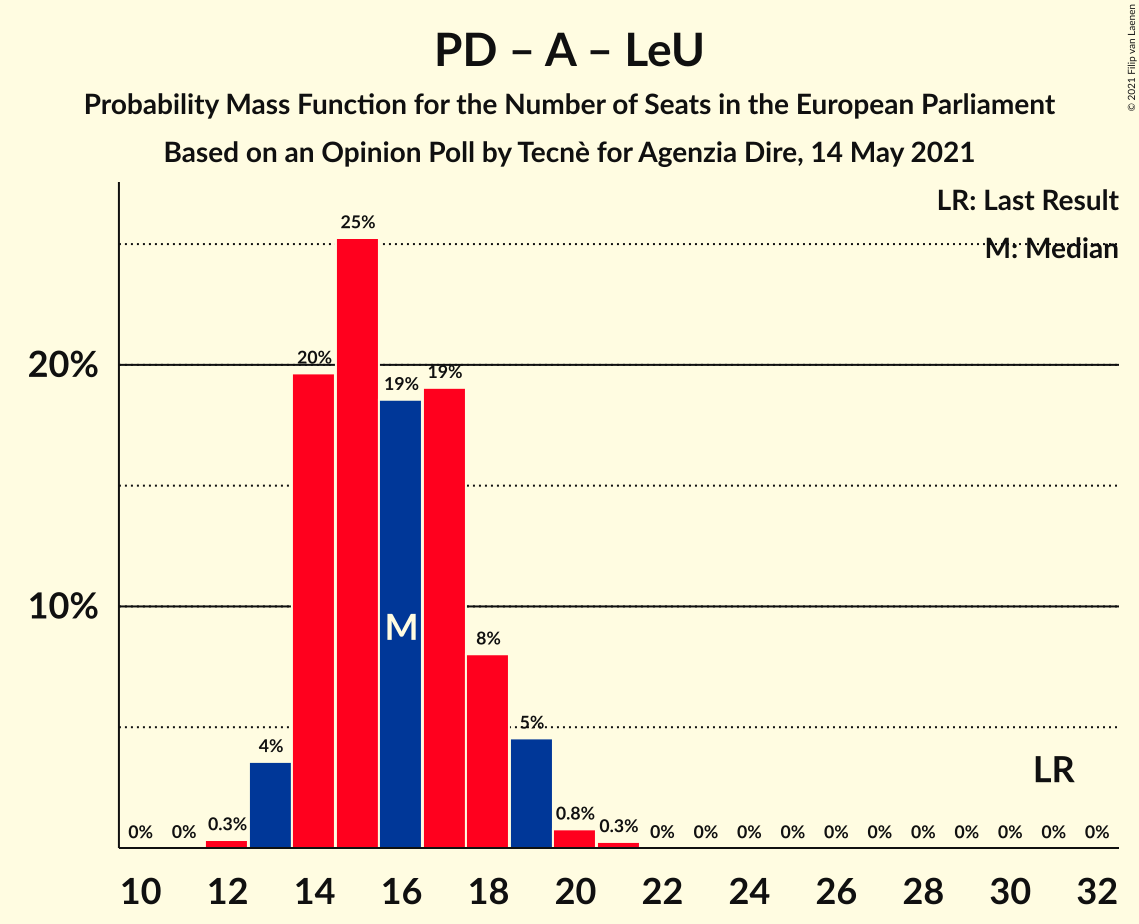 PD – A – LeU
Probability Mass Function for the Number of Seats in the European Parliament
Based on an Opinion Poll by Tecnè for Agenzia Dire, 14 May 2021
© 2021 Filip van Laenen
LR: Last Result
M: Median
20%
10%
0%
0%
0.3%
4%
20%
25%
19%
19%
8%
5%
0.8%
0.3%
0%
0%
0%
0%
0%
0%
0%
0%
0%
0%
0%
M
LR
10 12 14 16 18 20 22 24 26 28 30 32